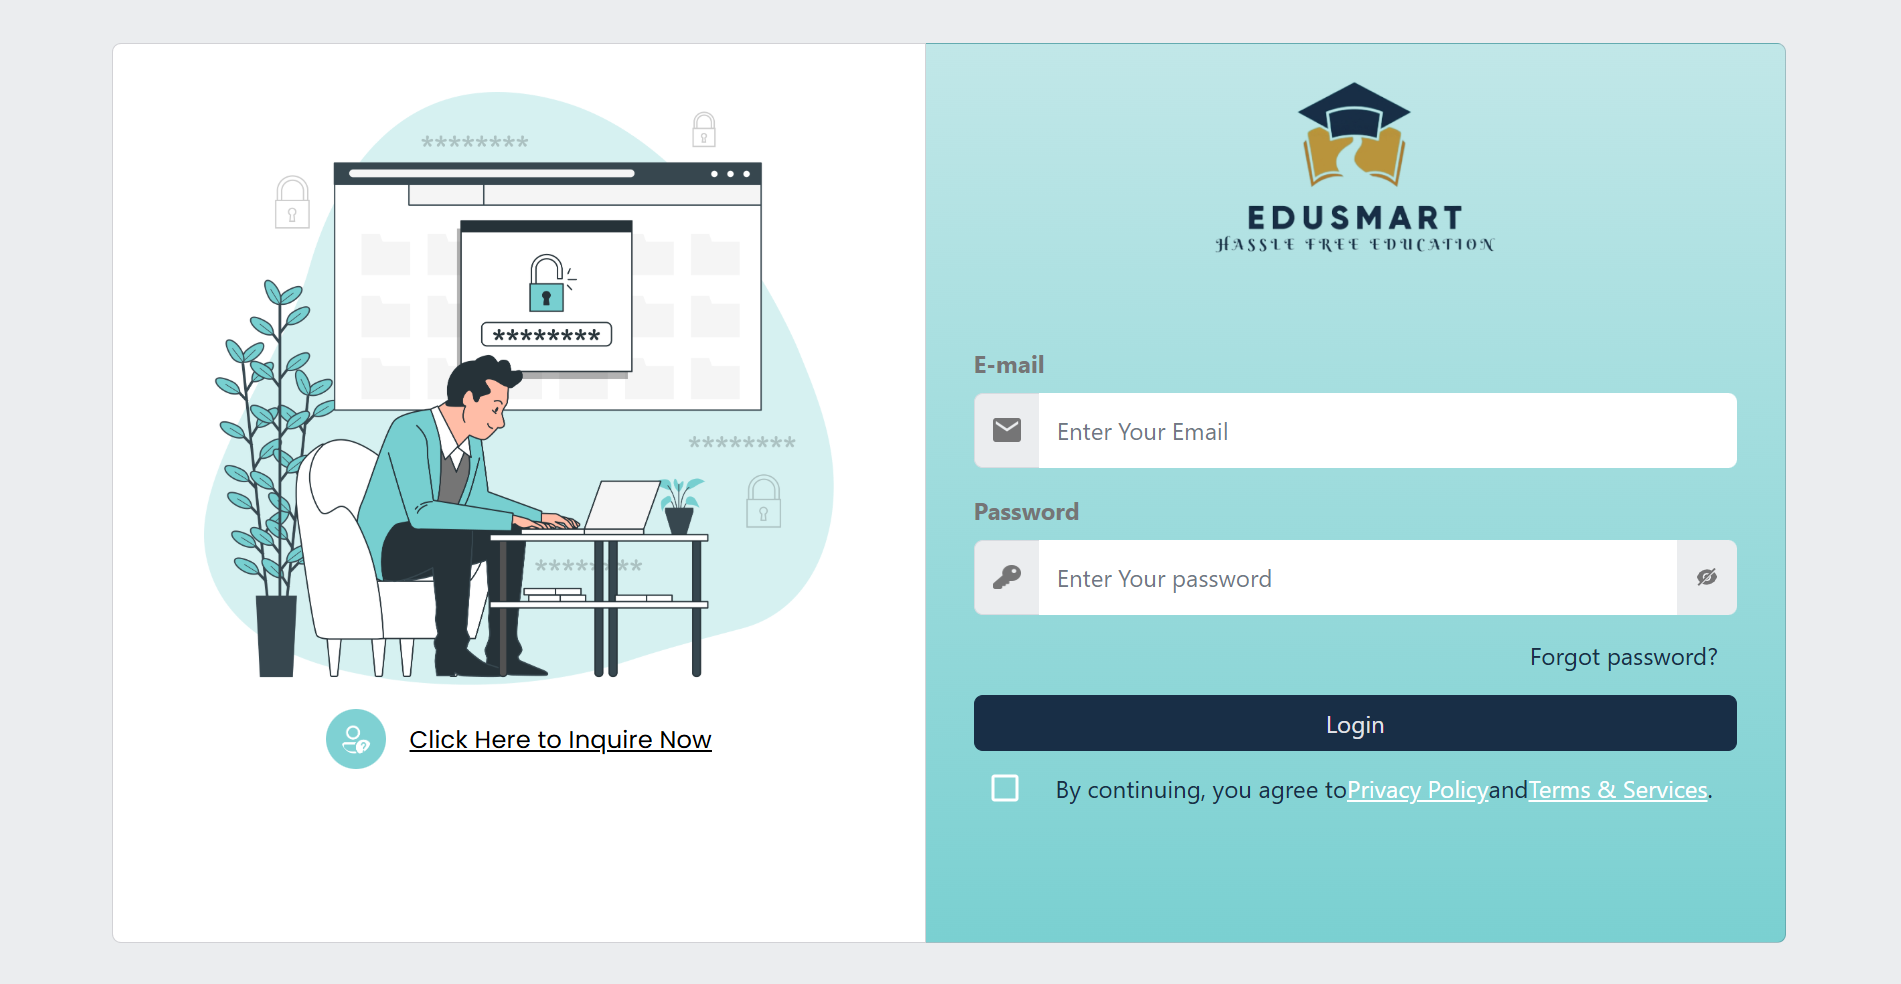 ********
********
********
********
Click Here to Inquire Now
EDUSMART
HASSLE FREE EDUCATION
E-mail
Enter Your Email
Password
Enter Your password
Forgot password?
Login
By continuing, you agree toPrivacy PolicyandTerms & Services.